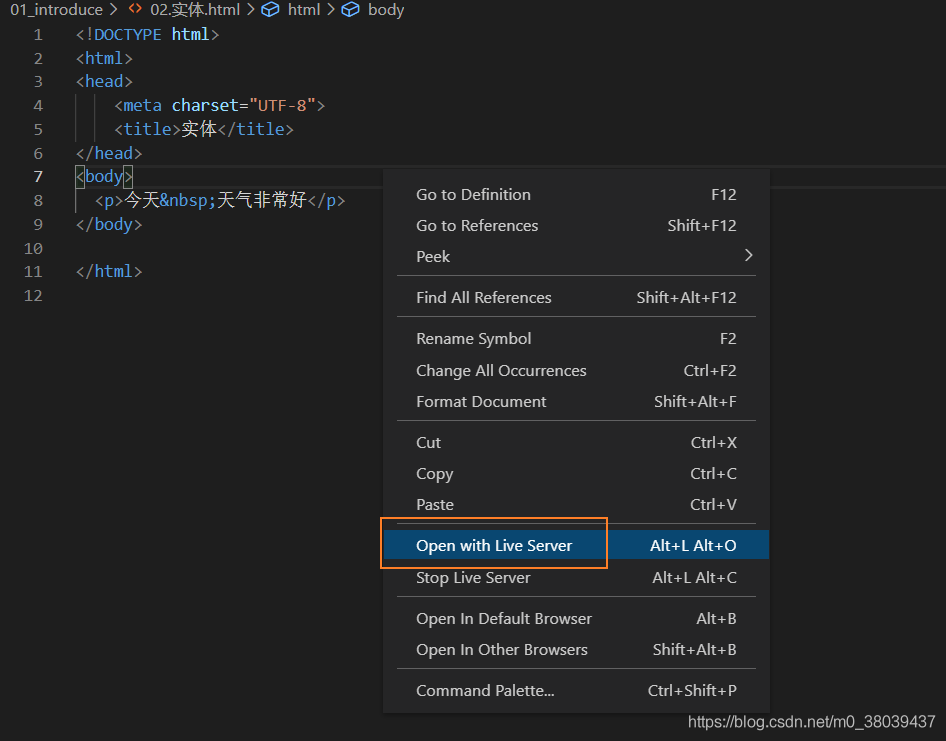 01_introduce > <> 02.实体.html > html > body
1 <!DOCTYPE html>
2 <html>
3 <head>
4 <meta charset="UTF-8">
5 <title>实体</title>
6 </head>
7 <body>
8 <p>今天&nbsp;天气非常好</p>
9 </body>
10
11 </html>
12
Go to Definition F12
Go to References Shift+F12
Peek >
Find All References Shift+Alt+F12
Rename Symbol F2
Change All Occurrences Ctrl+F2
Format Document Shift+Alt+F
Cut Ctrl+X
Copy Ctrl+C
Paste Ctrl+V
Open with Live Server Alt+L Alt+O
Stop Live Server Alt+L Alt+C
Open In Default Browser Alt+B
Open In Other Browsers Shift+Alt+B
Command Palette... Ctrl+Shift+P
https://blog.csdn.net/m0_38039437